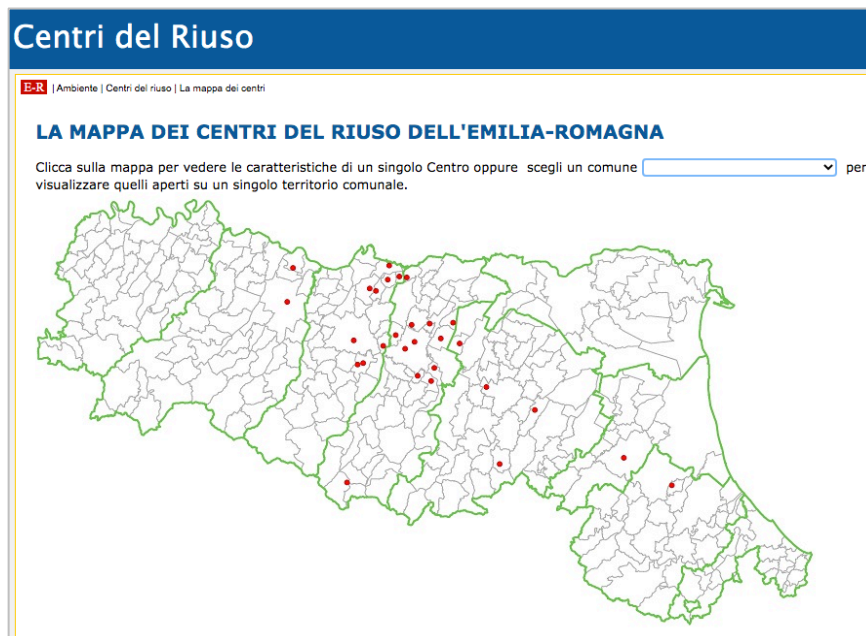 Centri del Riuso
E-R | Ambiente | Centri del riuso | La mappa dei centri
LA MAPPA DEI CENTRI DEL RIUSO DELL'EMILIA-ROMAGNA
Clicca sulla mappa per vedere le caratteristiche di un singolo Centro oppure scegli un comune per
visualizzare quelli aperti su un singolo territorio comunale.